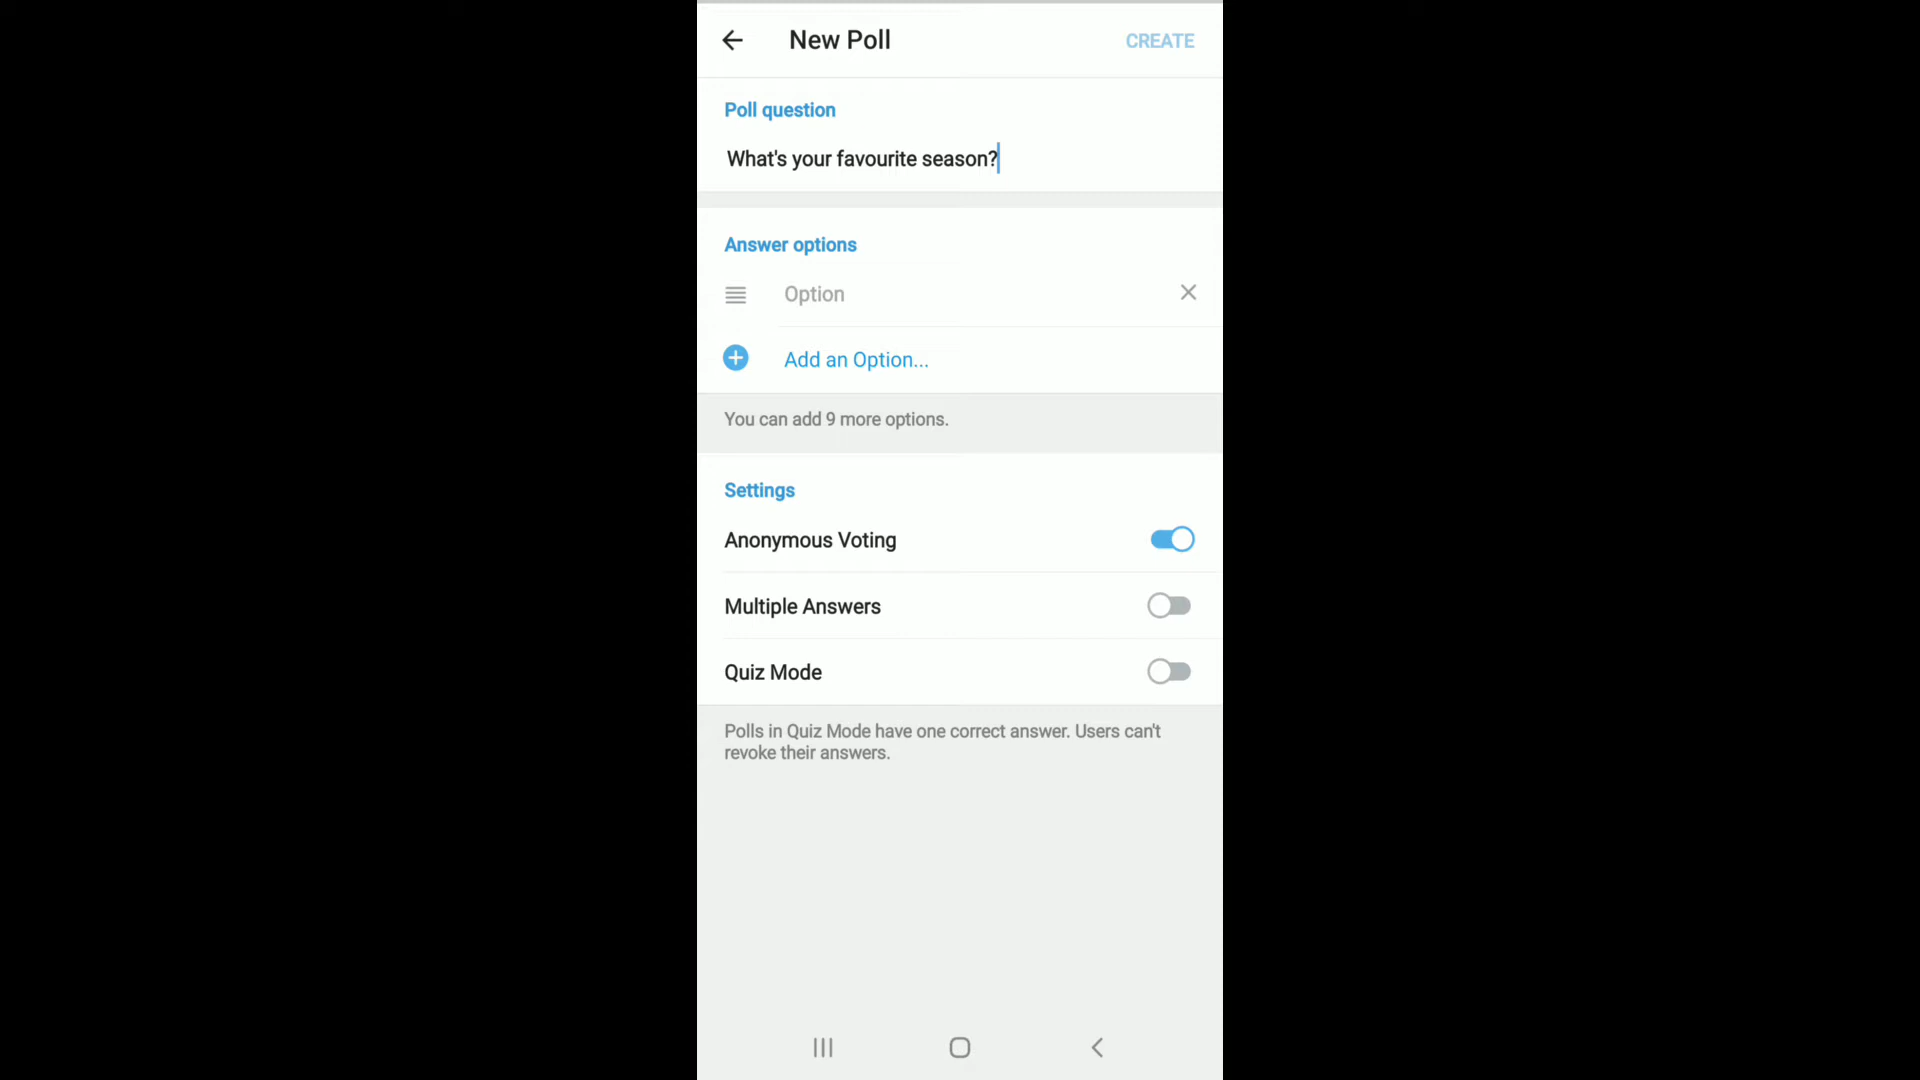 New Poll
CREATE
Poll question
What's your favourite season?
Answer options
Option
Add an Option...
You can add 9 more options.
Settings
Anonymous Voting
Multiple Answers
Quiz Mode
Polls in Quiz Mode have one correct answer. Users can't
revoke their answers.